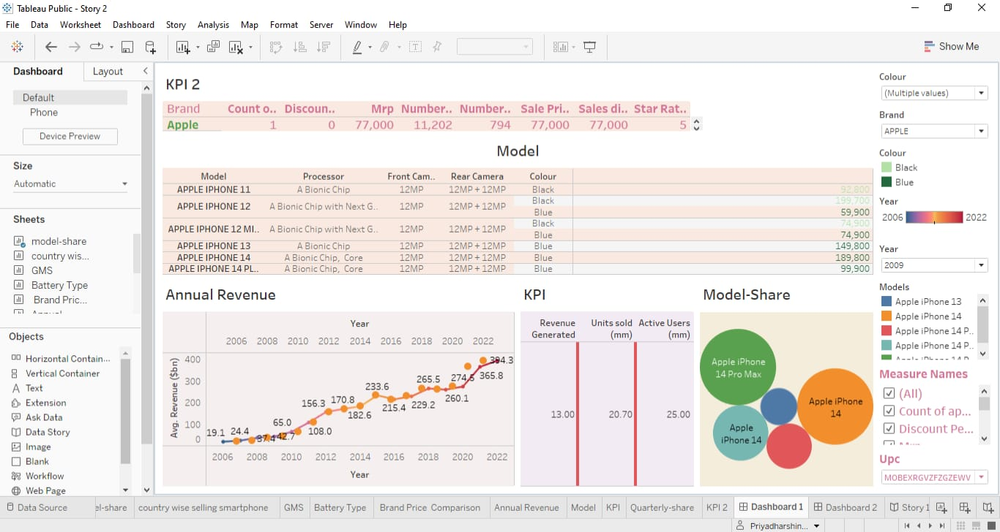 Tableau Public - Story 2
File Data Worksheet Dashboard Story Analysis Map Format Server Window Help
Show Me
Dashboard Layout
Default
Phone
Device Preview
Size
Automatic
Sheets
model-share
country wis...
GMS
Battery Type
Brand Pric...
Objects
Horizontal Contain...
Vertical Container
Text
Extension
Ask Data
Data Story
Image
Blank
Workflow
Web Page
KPI 2
Brand Count o.. Discoun.. Mrp Number.. Number.. Sale Pri.. Sales di.. Star Rat..
Apple 1 0 77,000 11,202 794 77,000 77,000 5
Model
Model Processor Front Cam.. Rear Camera Colour
APPLE IPHONE 11 A Bionic Chip 12MP 12MP + 12MP Black 92,800
APPLE IPHONE 12 A Bionic Chip with Next G.. 12MP 12MP + 12MP Black 199,700
Blue 59,900
APPLE IPHONE 12 MI.. A Bionic Chip with Next G.. 12MP 12MP + 12MP Black 74,900
Blue 74,900
APPLE IPHONE 13 A Bionic Chip 12MP 12MP + 12MP Blue 149,800
APPLE IPHONE 14 A Bionic Chip, Core 12MP 12MP + 12MP Blue 189,800
APPLE IPHONE 14 PL.. A Bionic Chip, Core 12MP 12MP + 12MP Blue 99,900
Annual Revenue
Year
2006 2008 2010 2012 2014 2016 2018 2020 2022
Avg. Revenue ($bn)
400
300
200
100
0
19.1 24.4 37.4 42.7 65.0 108.0 156.3 170.8 182.6 233.6 215.4 229.2 265.5 260.1 274.5 365.8 394.3
2006 2008 2010 2012 2014 2016 2018 2020 2022
Year
KPI
Revenue Generated Units sold (mm) Active Users (mm)
13.00 20.70 25.00
Model-Share
Apple iPhone
14 Pro Max
Apple iPhone
14
Apple
iPhone 14
Colour
(Multiple values)
Brand
APPLE
Colour
Black
Blue
Year
2006 2022
Year
2009
Models
Apple iPhone 13
Apple iPhone 14
Apple iPhone 14 P..
Apple iPhone 14 P..
Measure Names
(All)
Count of ap...
Discount Pe...
Upc
MOBEXRGVZFZGZEWV
Data Source el-share country wise selling smartphone GMS Battery Type Brand Price Comparison Annual Revenue Model KPI Quarterly-share KPI 2 Dashboard 1 Dashboard 2 Story 1
Priyadharshin...